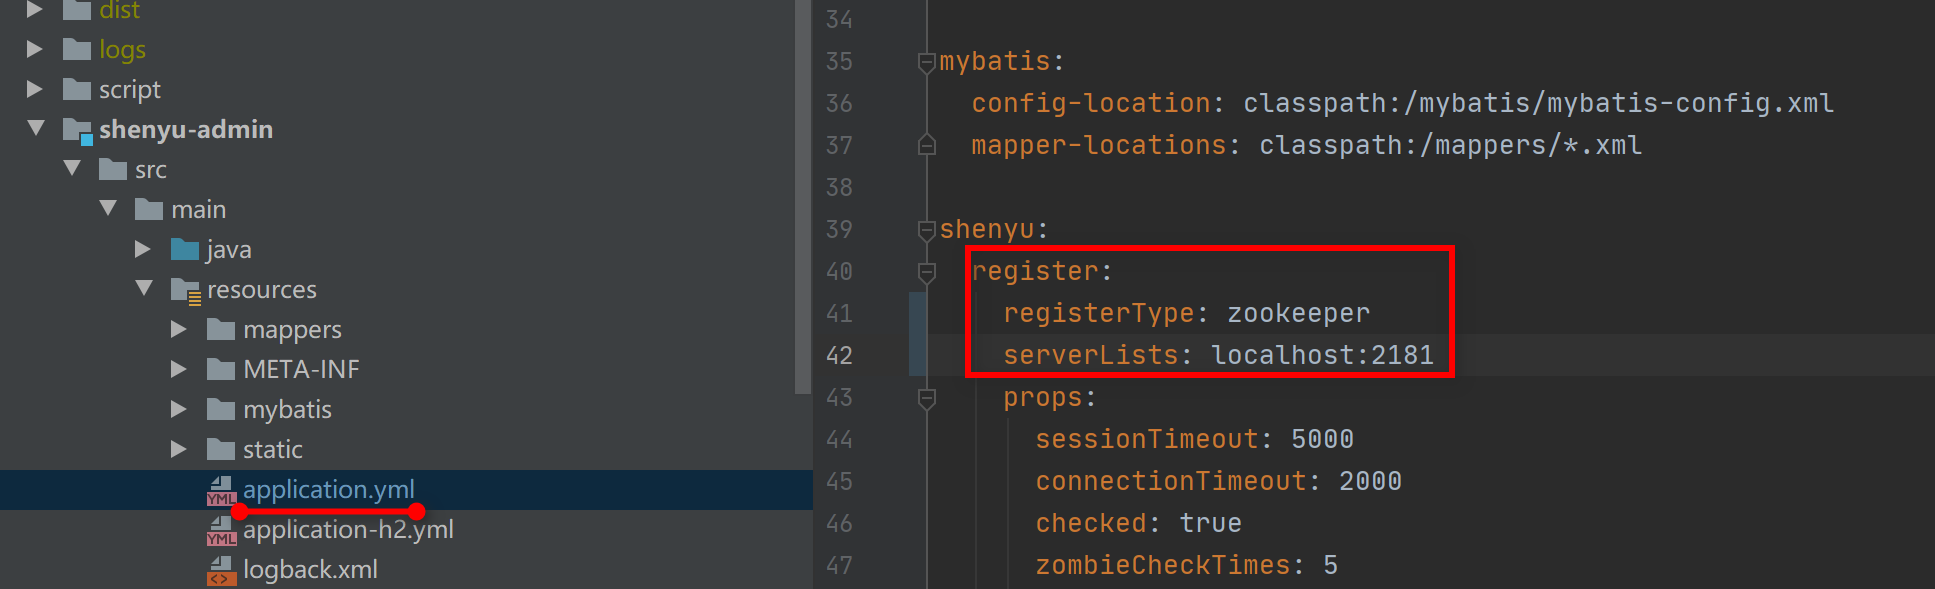 dist
logs
script
shenyu-admin
src
main
java
resources
mappers
META-INF
mybatis
static
YML application.yml
YML application-h2.yml
<> logback.xml
34
35 mybatis:
36 config-location: classpath:/mybatis/mybatis-config.xml
37 mapper-locations: classpath:/mappers/*.xml
38
39 shenyu:
40 register:
41 registerType: zookeeper
42 serverLists: localhost:2181
43 props:
44 sessionTimeout: 5000
45 connectionTimeout: 2000
46 checked: true
47 zombieCheckTimes: 5